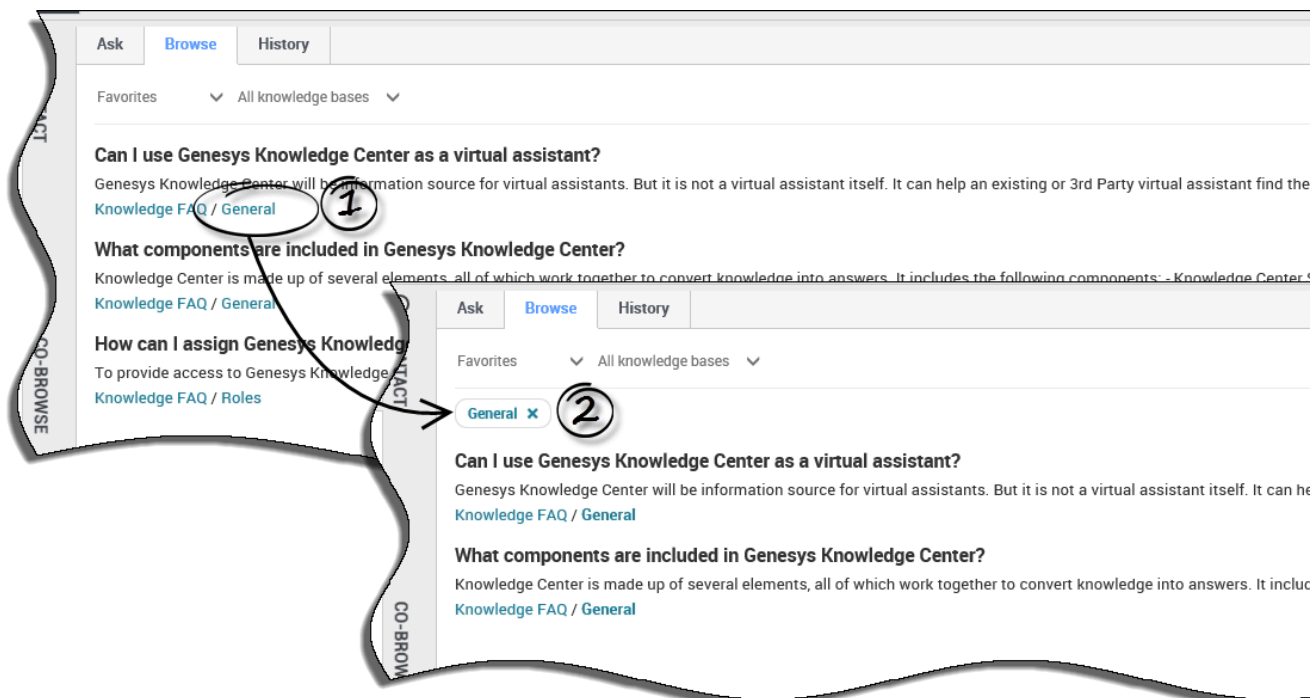 Ask Browse History
Favorites All knowledge bases
Can I use Genesys Knowledge Center as a virtual assistant?
Genesys Knowledge Center will be information source for virtual assistants. But it is not a virtual assistant itself. It can help an existing or 3rd Party virtual assistant find the
Knowledge FAQ / General
1
What components are included in Genesys Knowledge Center?
Knowledge Center is made up of several elements, all of which work together to convert knowledge into answers. It includes the following components: - Knowledge Center
Knowledge FAQ / General
How can I assign Genesys
To provide access to Genesys Knowledge
Knowledge FAQ / Roles
CO-BROWSE
Ask Browse History
Favorites All knowledge bases
General ×
2
Can I use Genesys Knowledge Center as a virtual assistant?
Genesys Knowledge Center will be information source for virtual assistants. But it is not a virtual assistant itself. It can
Knowledge FAQ / General
What components are included in Genesys Knowledge Center?
Knowledge Center is made up of several elements, all of which work together to convert knowledge into answers. It
Knowledge FAQ / General